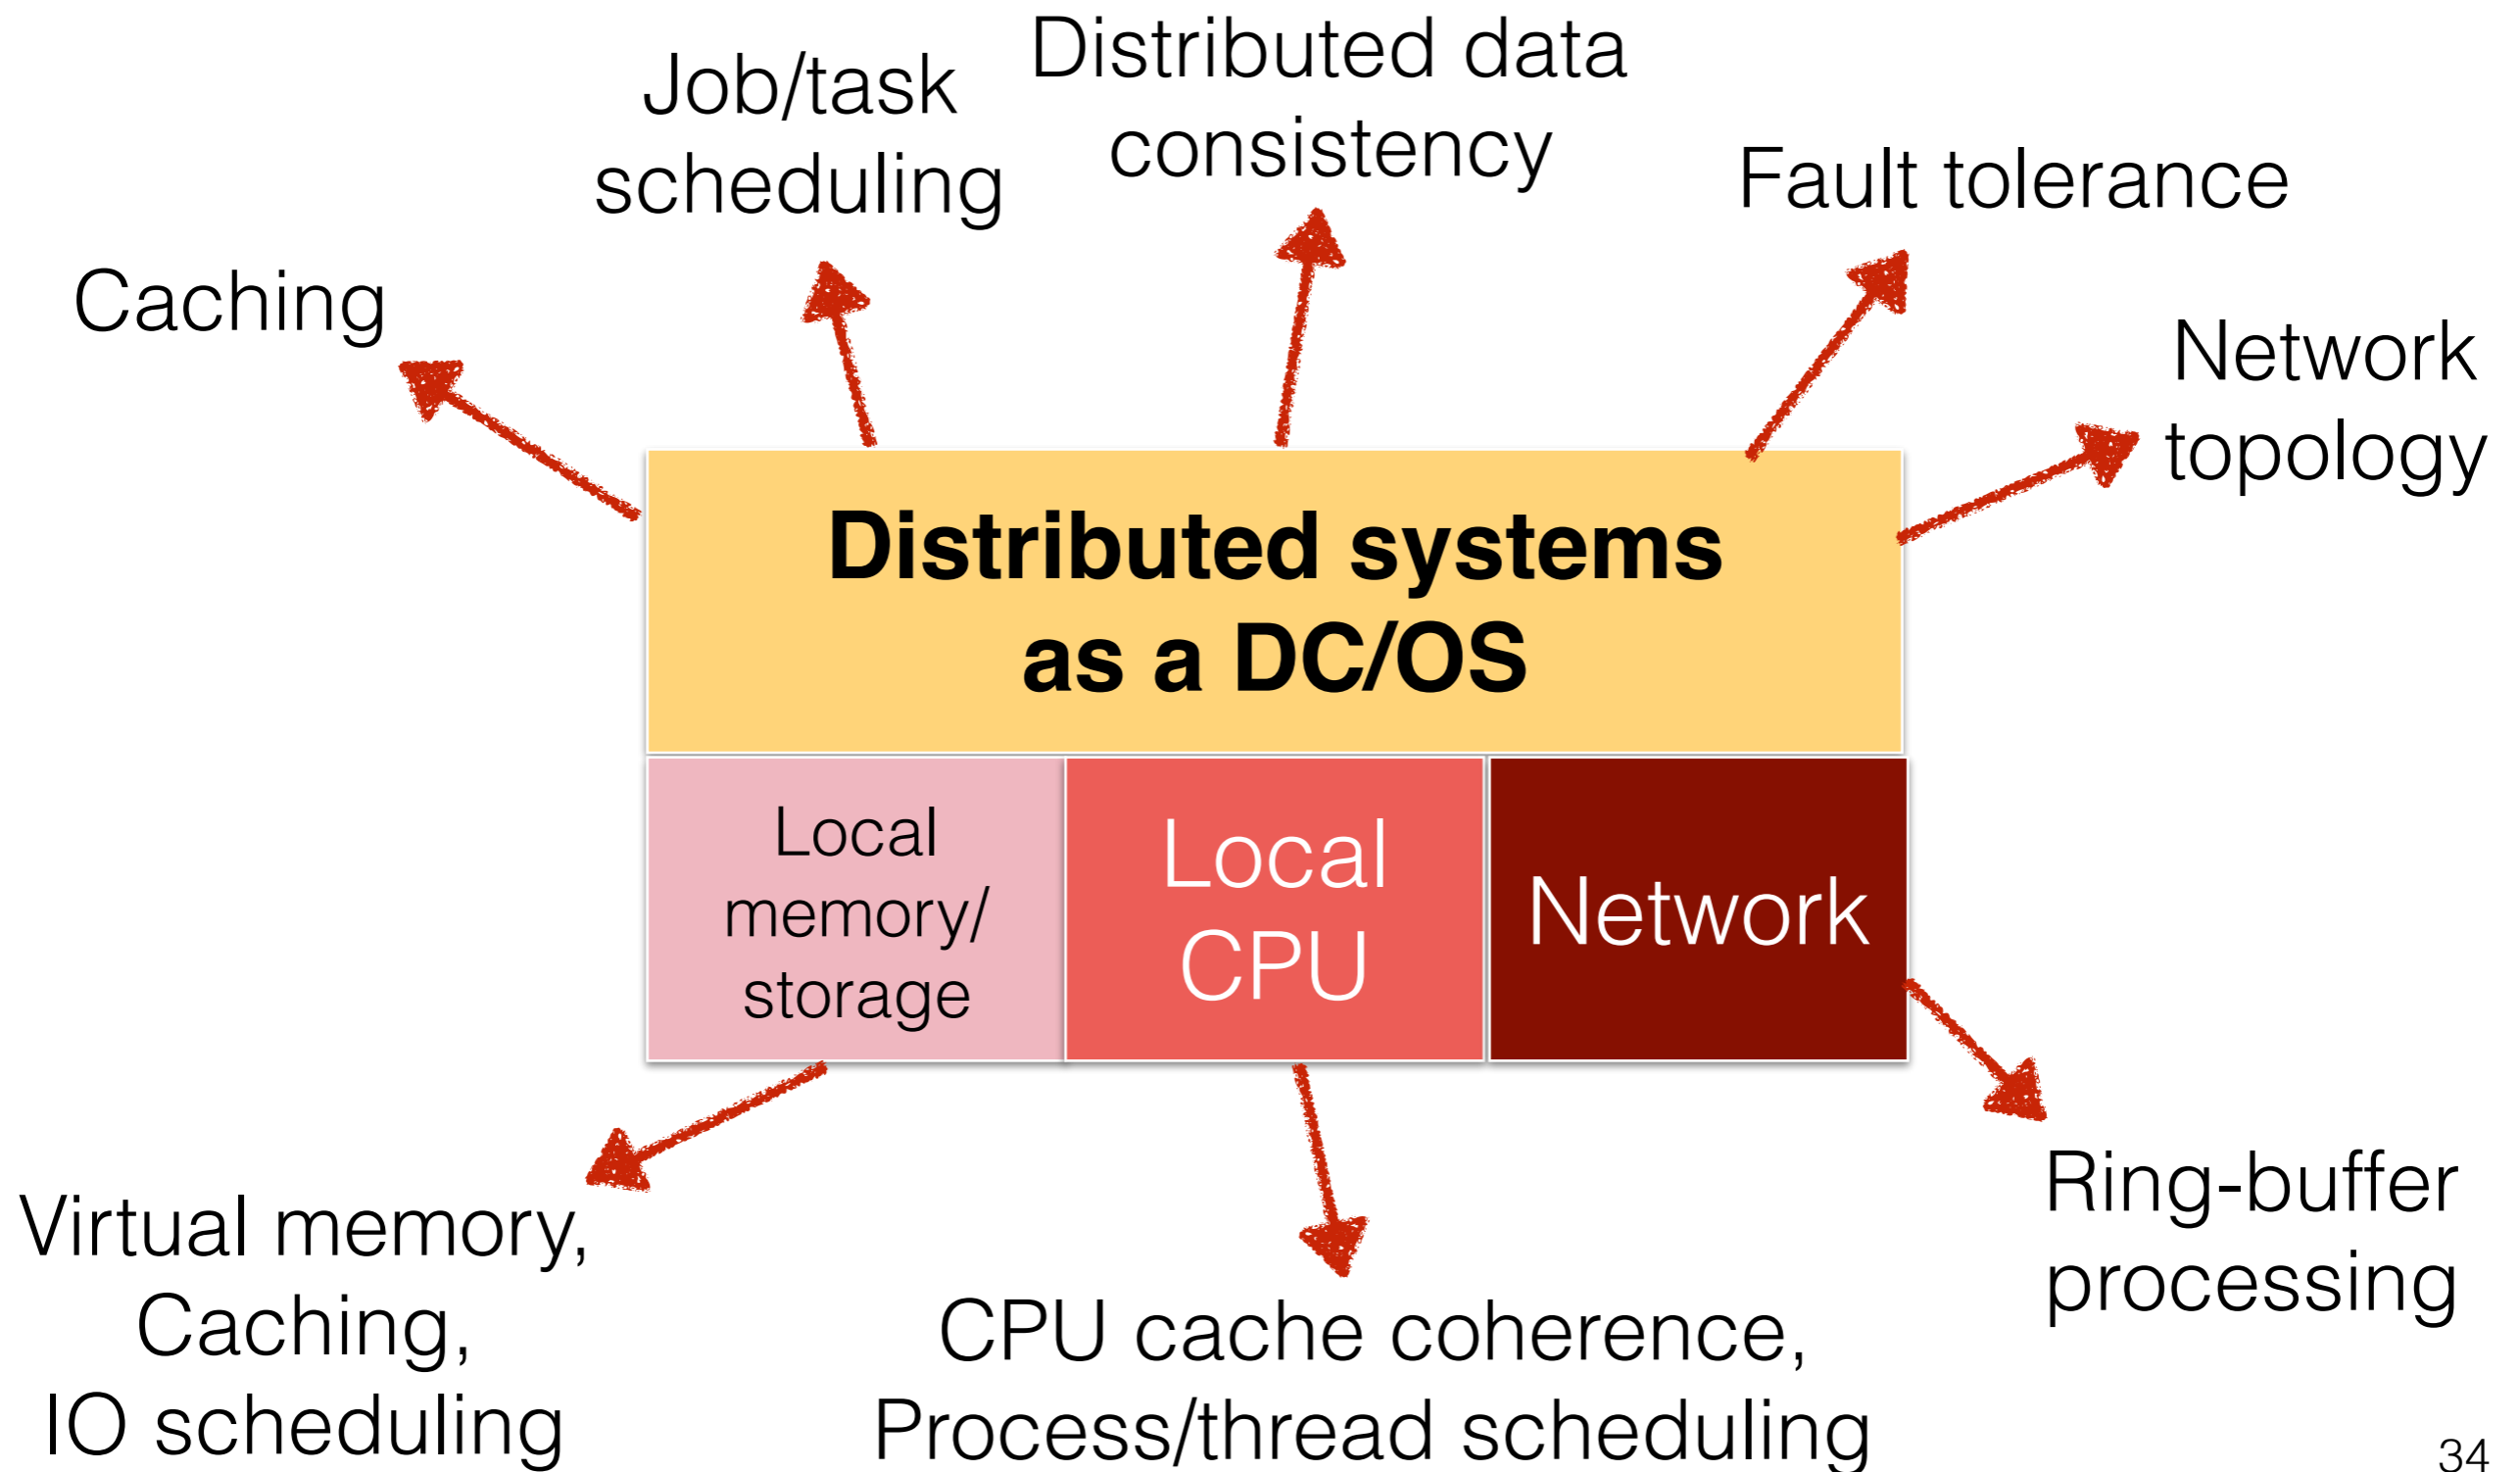 Distributed data
consistency
Job/task
scheduling
Fault tolerance
Caching
Network
topology
Distributed systems
as a DC/OS
Local
memory/
storage
Local
CPU
Network
Virtual memory,
Caching,
IO scheduling
CPU cache coherence,
Process/thread scheduling
Ring-buffer
processing
34